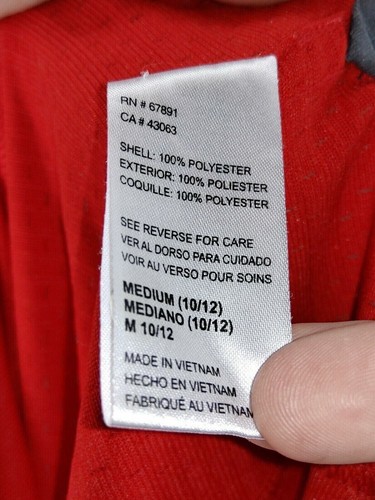 RN # 67891
CA # 43063
SHELL: 100% POLYESTER
EXTERIOR: 100% POLIESTER
COQUILLE: 100% POLYESTER
SEE REVERSE FOR CARE
VER AL DORSO PARA CUIDADO
VOIR AU VERSO POUR SOINS
MEDIUM (10/12)
MEDIANO (10/12)
M 10/12
MADE IN VIETNAM
HECHO EN VIETNAM
FABRIQUÉ AU VIETNAM